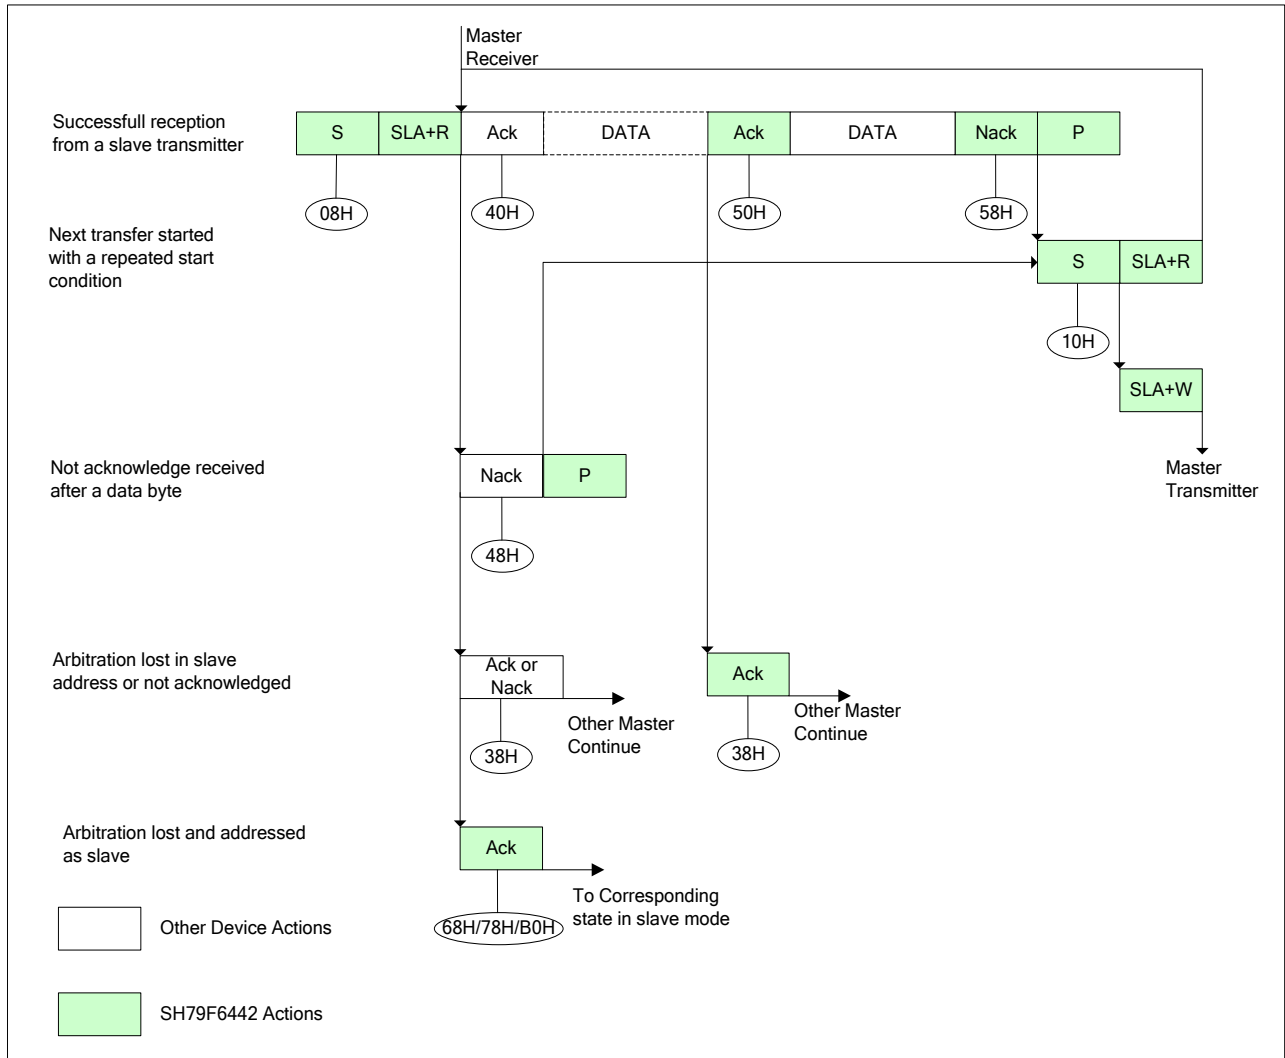 Master
Receiver
Successfull reception
from a slave transmitter
S
SLA+R
Ack
DATA
Ack
DATA
Nack
P
08H
40H
50H
58H
Next transfer started
with a repeated start
condition
S
SLA+R
10H
SLA+W
Not acknowledge received
after a data byte
Nack
P
Master
Transmitter
48H
Arbitration lost in slave
address or not acknowledged
Ack or
Nack
Ack
Other Master
Continue
Other Master
Continue
38H
38H
Arbitration lost and addressed
as slave
Ack
To Corresponding
state in slave mode
68H/78H/B0H
Other Device Actions
SH79F6442 Actions